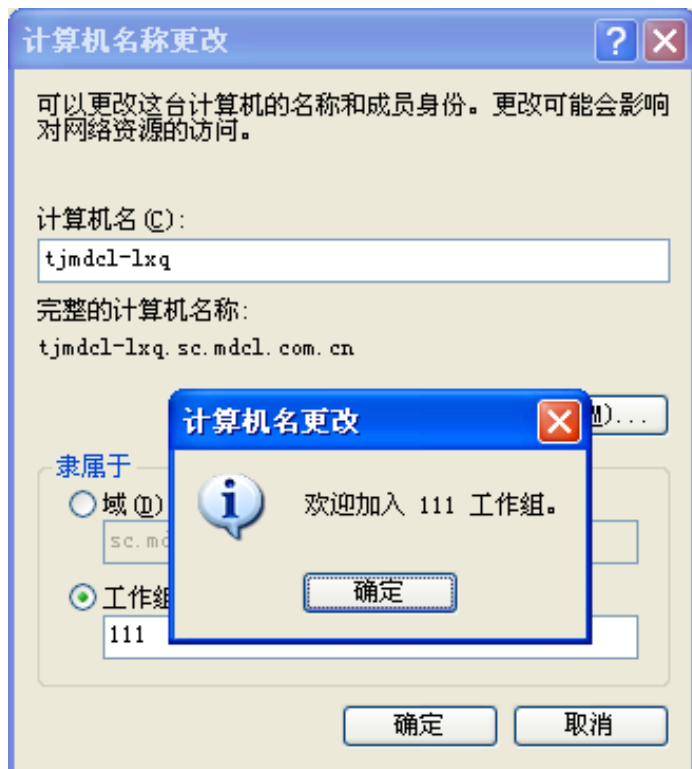 计算机名称更改
可以更改这台计算机的名称和成员身份。更改可能会影响
对网络资源的访问。
计算机名(C):
tjmdcl-lxq
完整的计算机名称:
tjmdcl-lxq.sc.mdcl.com.cn
M)...
计算机名更改
欢迎加入 111 工作组。
确定
隶属于
域(D)
sc.md
工作组
111
确定
取消